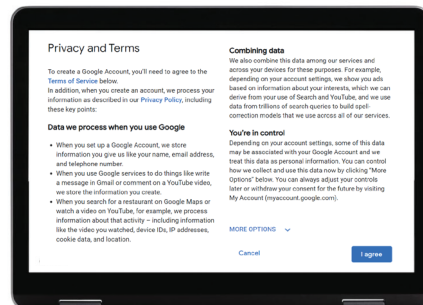 Privacy and Terms
To create a Google Account, you'll need to agree to the
Terms of Service below.
In addition, when you create an account, we process your
information as described in our Privacy Policy, including
these key points:
Data we process when you use Google
• When you set up a Google Account, we store
information you give us like your name, email address,
and telephone number.
• When you use Google services to do things like write
a message in Gmail or comment on a YouTube video,
we store the information you create.
• When you search for a restaurant on Google Maps or
watch a video on YouTube, for example, we process
information about that activity – including information
like the video you watched, device IDs, IP addresses,
cookie data, and location.
Combining data
We also combine this data among our services and
across your devices for these purposes. For example,
depending on your account settings, we show you ads
based on information about your interests, which we can
derive from your use of Search and YouTube, and we use
data from trillions of search queries to build spell-
correction models that we use across all of our services.
You're in control
Depending on your account settings, some of this data
may be associated with your Google Account and we
treat this data as personal information. You can control
how we collect and use this data now by clicking "More
Options" below. You can always adjust your controls
later or withdraw your consent for the future by visiting
My Account (myaccount.google.com).
MORE OPTIONS
Cancel
I agree